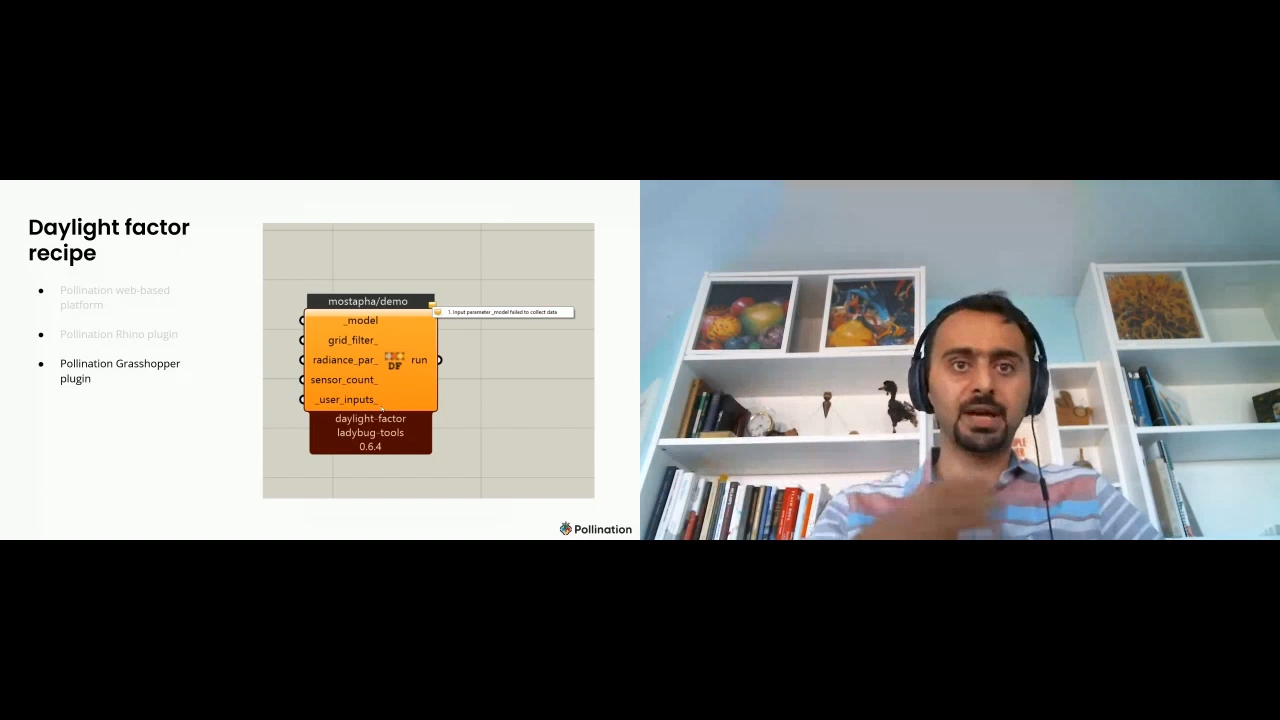 Daylight factor
recipe
● Pollination web-based
platform
● Pollination Rhino plugin
● Pollination Grasshopper
plugin
mostapha/demo
1. Input parameter _model failed to collect data
_model
grid_filter_
radiance_par_
DF
run
sensor_count_
_user_inputs_
daylight-factor
ladybug-tools
0.6.4
Pollination